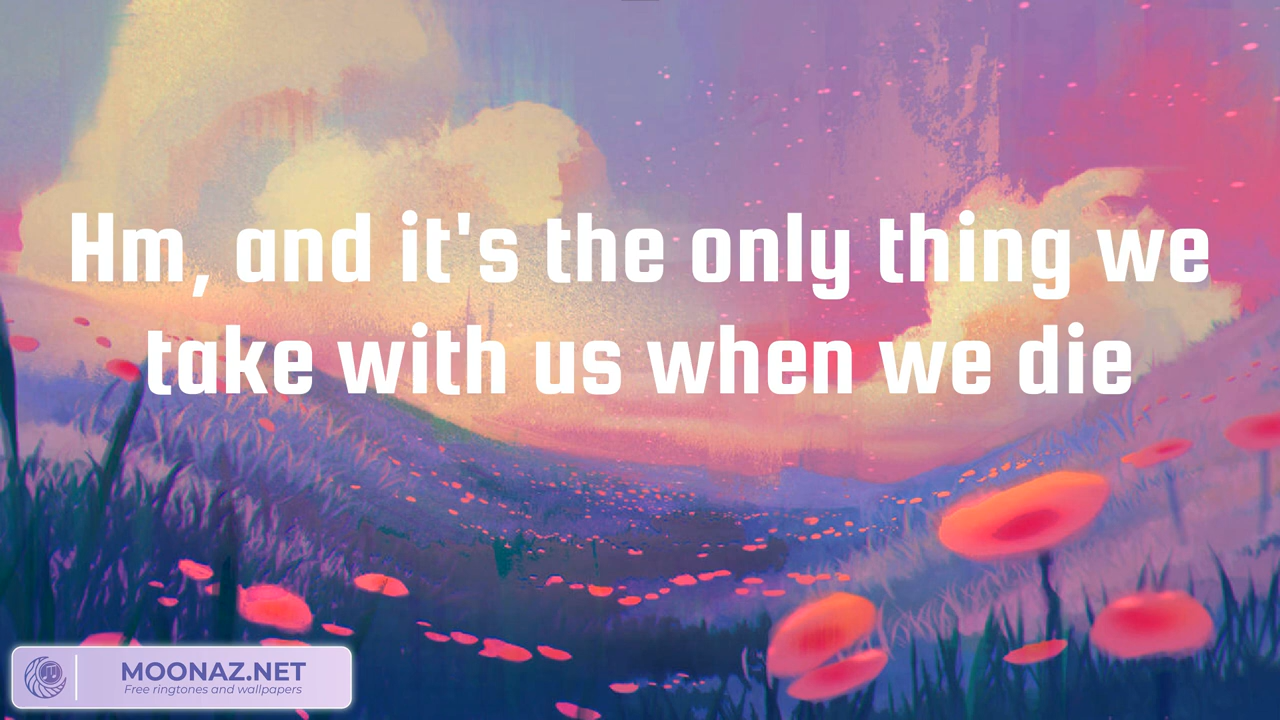 Hm, and it's the only thing we
take with us when we die
MOONAZ.NET
Free ringtones and wallpapers